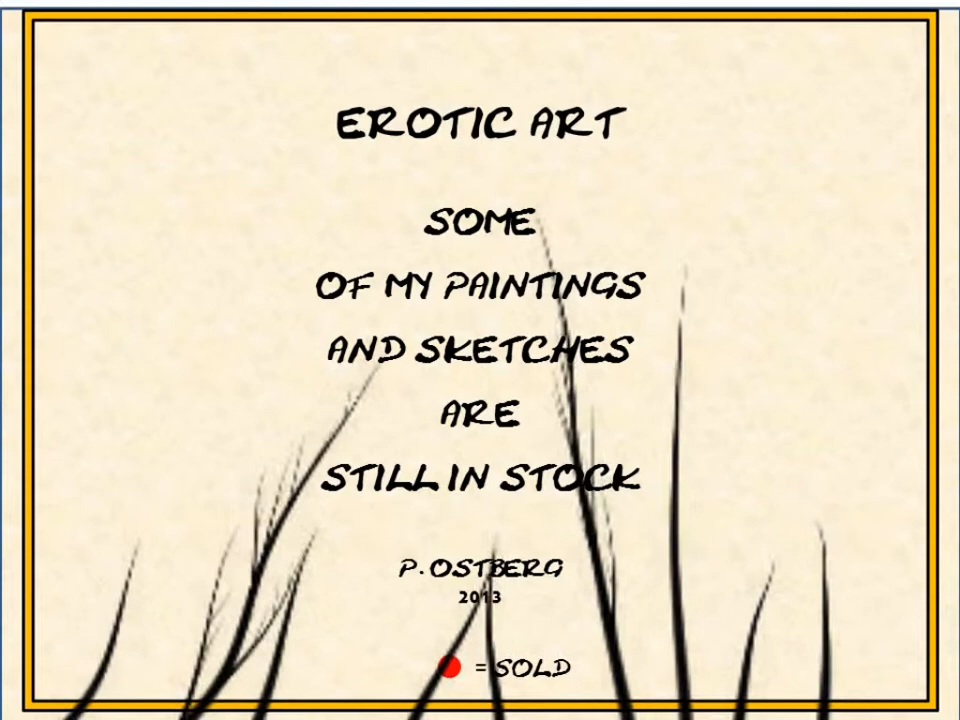 EROTIC ART
SOME
OF MY PAINTINGS
AND SKETCHES
ARE
STILL IN STOCK
P. OSTBERG
2013
= SOLD